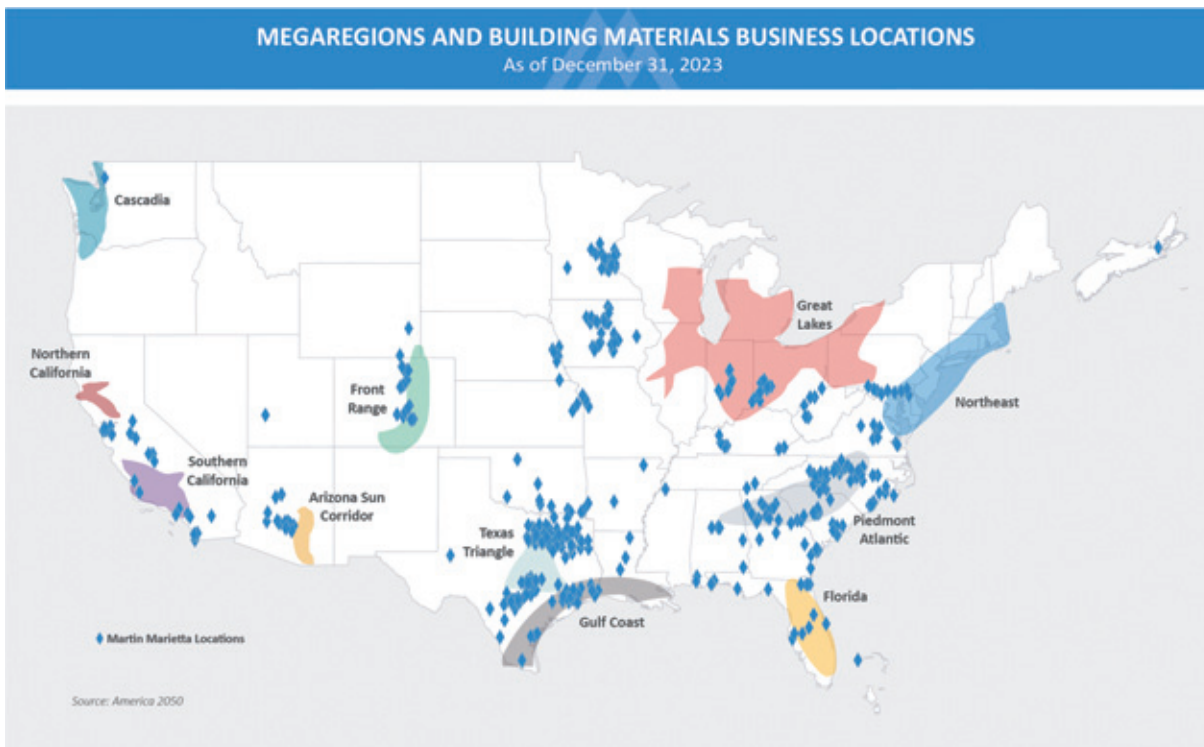 MEGAREGIONS AND BUILDING MATERIALS BUSINESS LOCATIONS
As of December 31, 2023
Cascadia
Great
Lakes
Northern
California
Front
Range
Northeast
Southern
California
Arizona Sun
Corridor
Texas
Triangle
Piedmont
Atlantic
Florida
Gulf Coast
Martin Marietta Locations
Source: America 2050